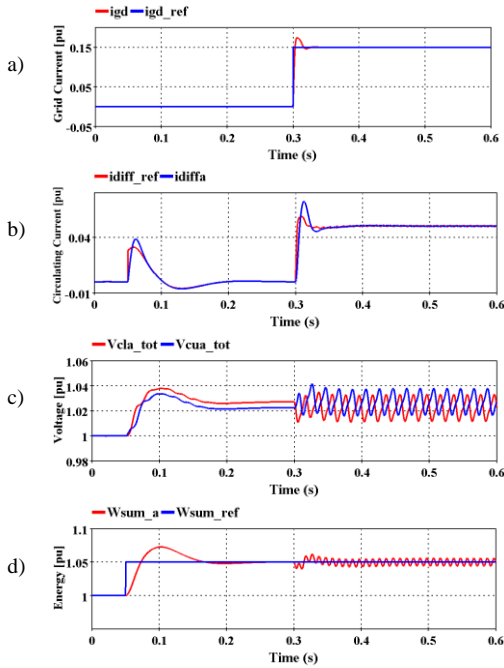 igd igd_ref
a)
Grid Current [pu]
0.15
0.05
-0.05
0 0.1 0.2 0.3 0.4 0.5 0.6
Time (s)
idiff_ref idiffa
b)
Circulating Current [pu]
0.04
-0.01
0 0.1 0.2 0.3 0.4 0.5 0.6
Time (s)
Vcla_tot Vcua_tot
c)
Voltage [pu]
1.06
1.04
1.02
1
0.98
0 0.1 0.2 0.3 0.4 0.5 0.6
Time (s)
Wsum_a Wsum_ref
d)
Energy [pu]
1.1
1.05
1
0 0.1 0.2 0.3 0.4 0.5 0.6
Time (s)